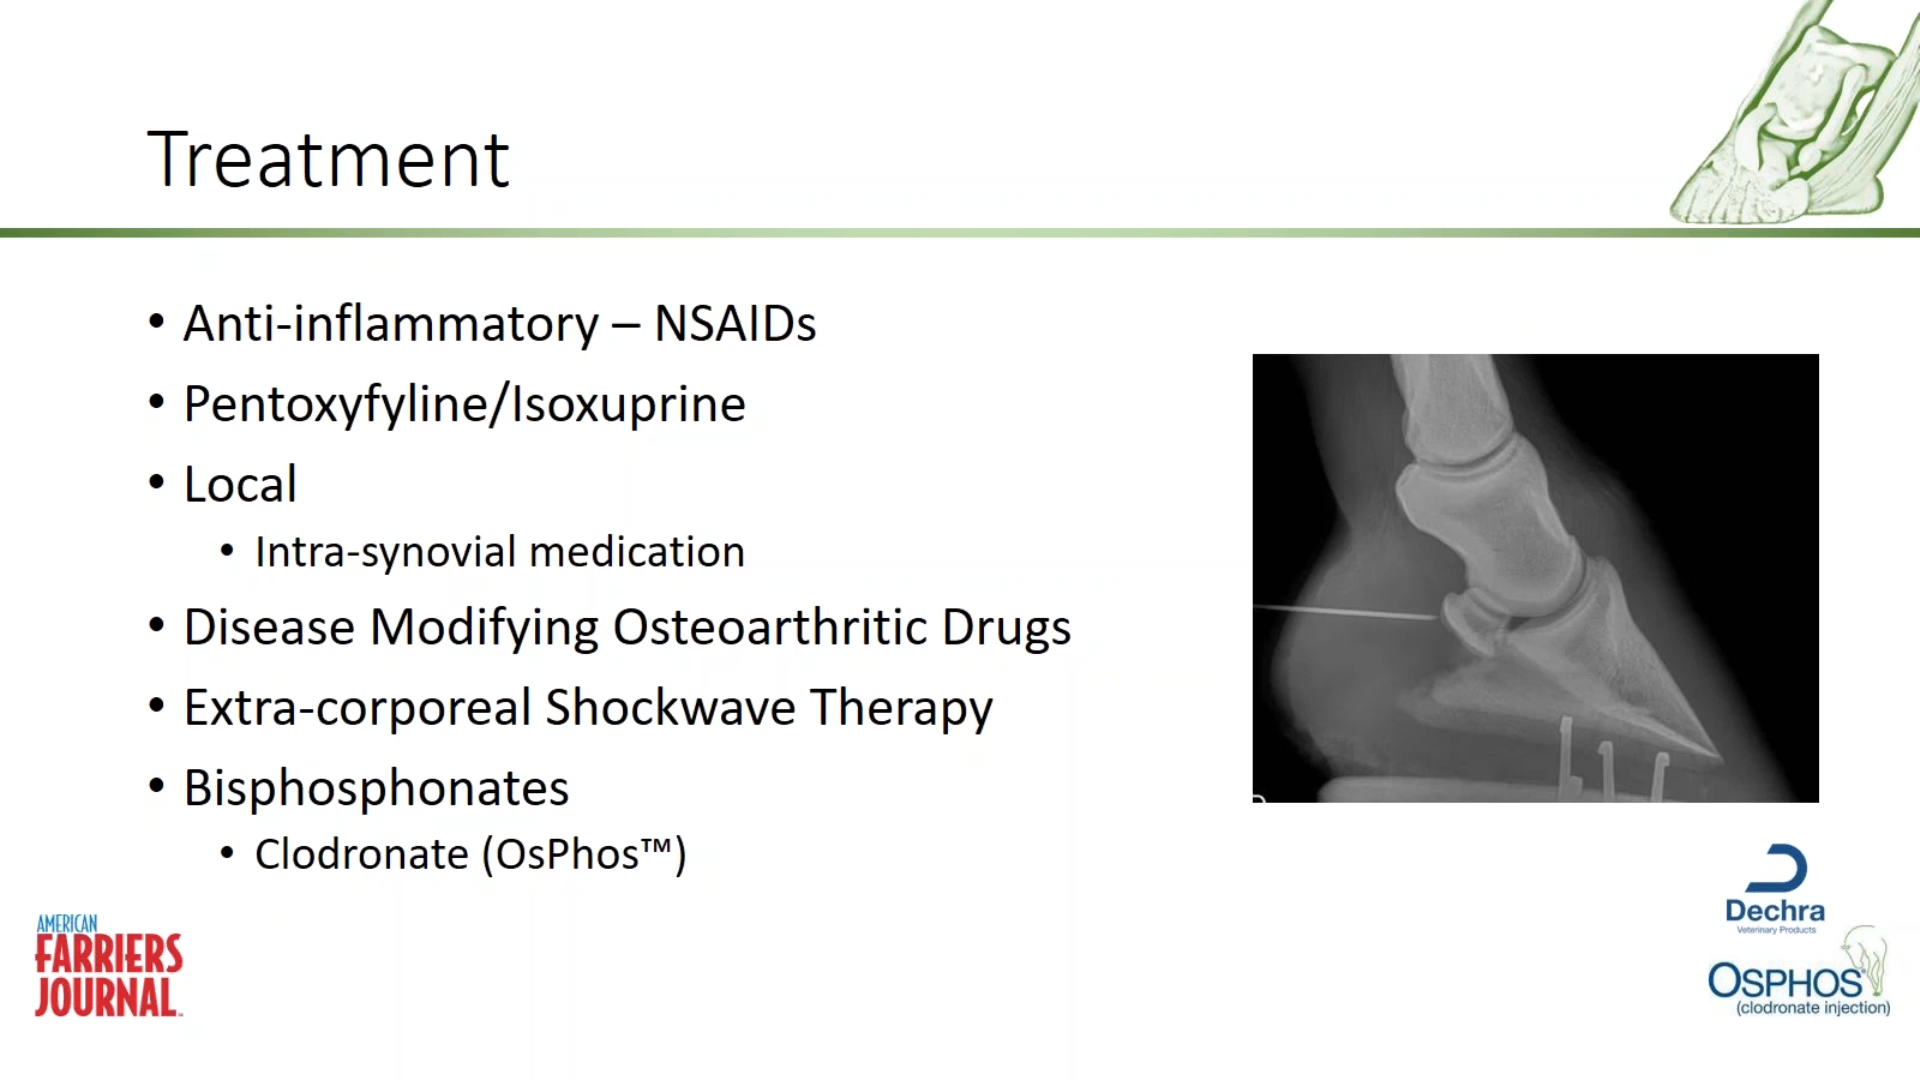 Treatment
• Anti-inflammatory – NSAIDs
• Pentoxyfyline/Isoxuprine
• Local
• Intra-synovial medication
• Disease Modifying Osteoarthritic Drugs
• Extra-corporeal Shockwave Therapy
• Bisphosphonates
• Clodronate (OsPhos™)
AMERICAN
FARRIERS
JOURNAL
Dechra
Veterinary Products
OSPHOS
(clodronate injection)